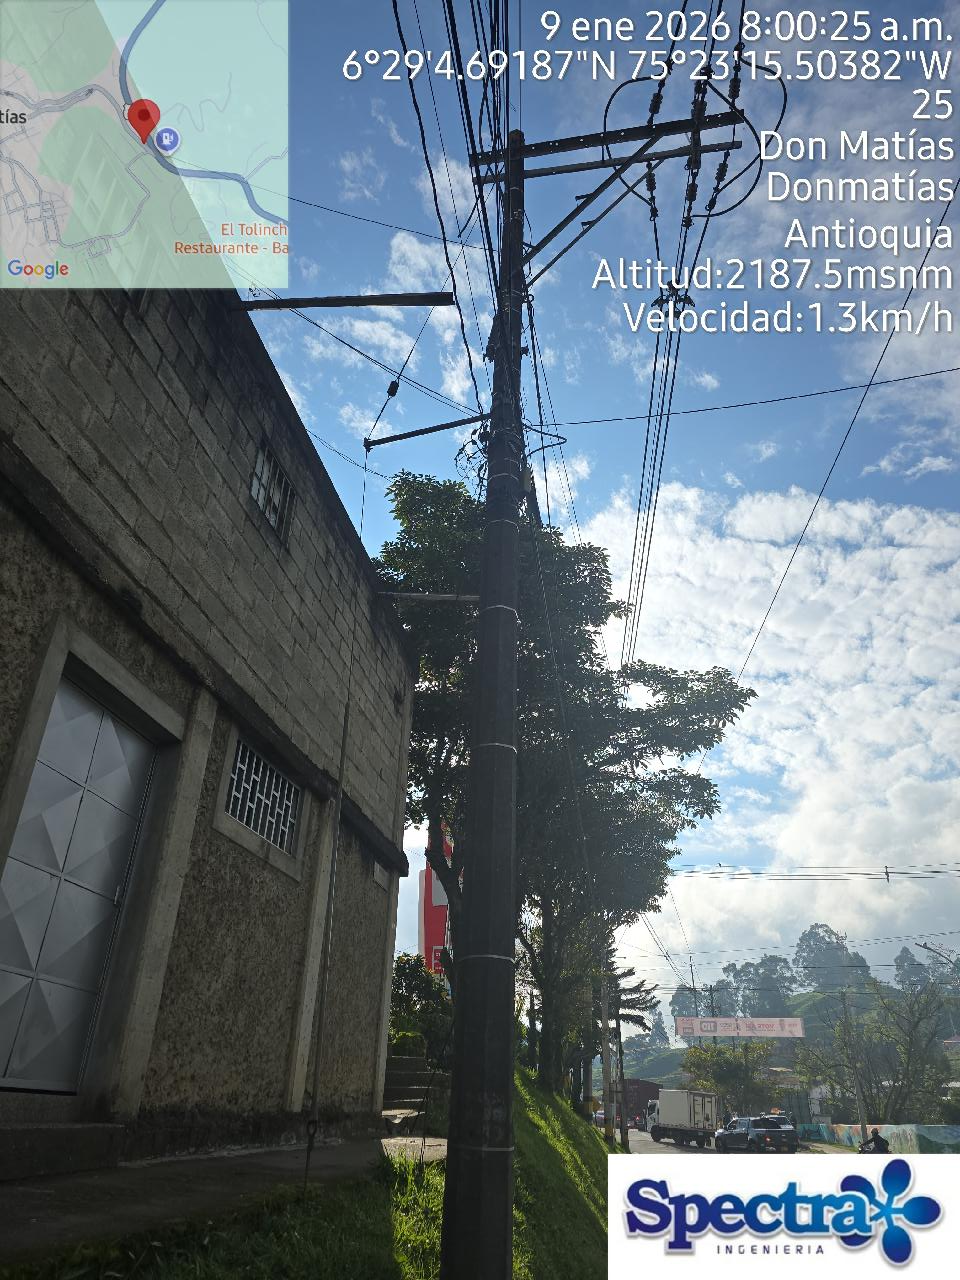 9 ene 2026 8:00:25 a.m.
6°29'4.69187"N 75°23'15.50382"W
25
Don Matías
Donmatías
Antioquia
Altitud:2187.5msnm
Velocidad:1.3km/h
tías
El Tolinch
Restaurante - Ba
Google
Spectra
INGENIERIA